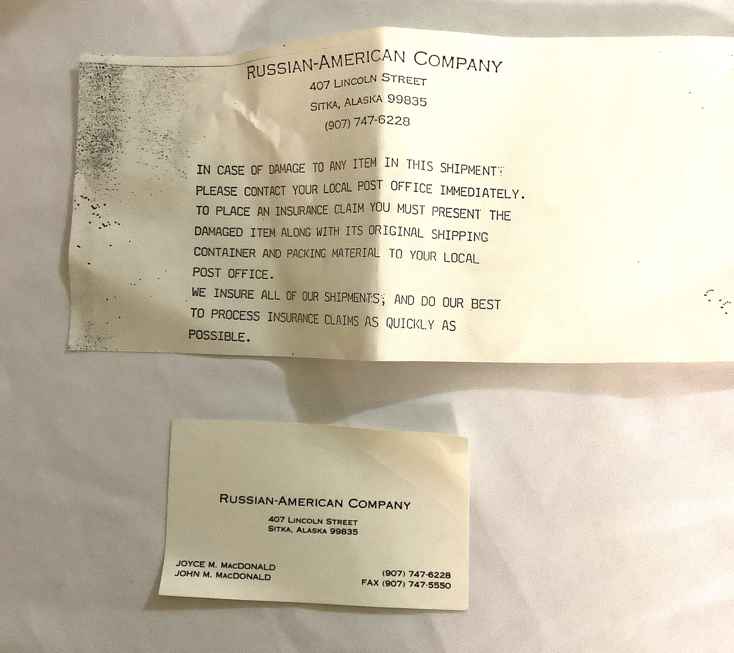 RUSSIAN-AMERICAN COMPANY
407 LINCOLN STREET
SITKA, ALASKA 99835
(907) 747-6228
IN CASE OF DAMAGE TO ANY ITEM IN THIS SHIPMENT:
PLEASE CONTACT YOUR LOCAL POST OFFICE IMMEDIATELY.
TO PLACE AN INSURANCE CLAIM YOU MUST PRESENT THE
DAMAGED ITEM ALONG WITH ITS ORIGINAL SHIPPING
CONTAINER AND PACKING MATERIAL TO YOUR LOCAL
POST OFFICE.
WE INSURE ALL OF OUR SHIPMENTS, AND DO OUR BEST
TO PROCESS INSURANCE CLAIMS AS QUICKLY AS
POSSIBLE.
RUSSIAN-AMERICAN COMPANY
407 LINCOLN STREET
SITKA, ALASKA 99835
JOYCE M. MACDONALD
JOHN M. MACDONALD
(907) 747-6228
FAX (907) 747-5550